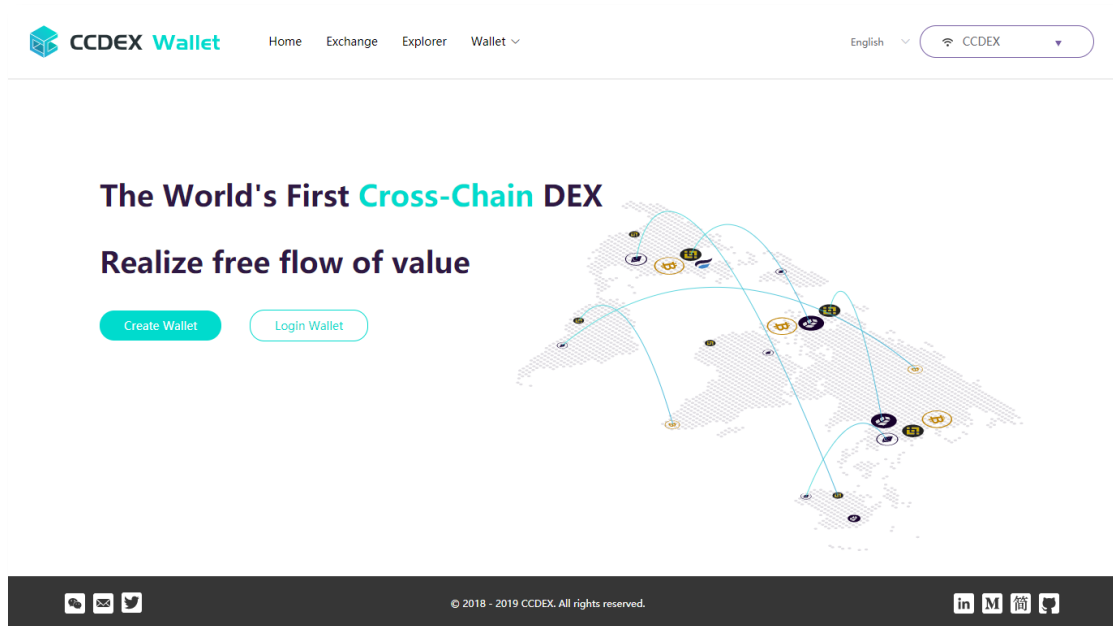 CCDEX Wallet
Home Exchange Explorer Wallet
English
CCDEX
The World's First Cross-Chain DEX
Realize free flow of value
Create Wallet
Login Wallet
© 2018 - 2019 CCDEX. All rights reserved.
in M 简